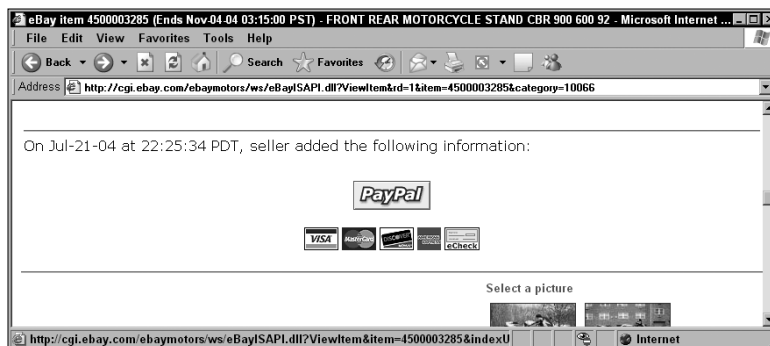 eBay item 4500003285 (Ends Nov-04-04 03:15:00 PST) - FRONT REAR MOTORCYCLE STAND CBR 900 600 92 - Microsoft Internet ...
File Edit View Favorites Tools Help
Back Search Favorites
Address http://cgi.ebay.com/ebaymotors/ws/eBayISAPI.dll?ViewItem&rd=1&item=4500003285&category=10066
On Jul-21-04 at 22:25:34 PDT, seller added the following information:
PayPal
VISA MasterCard DISCOVER AMERICAN EXPRESS eCheck
Select a picture
http://cgi.ebay.com/ebaymotors/ws/eBayISAPI.dll?ViewItem&item=4500003285&indexU Internet